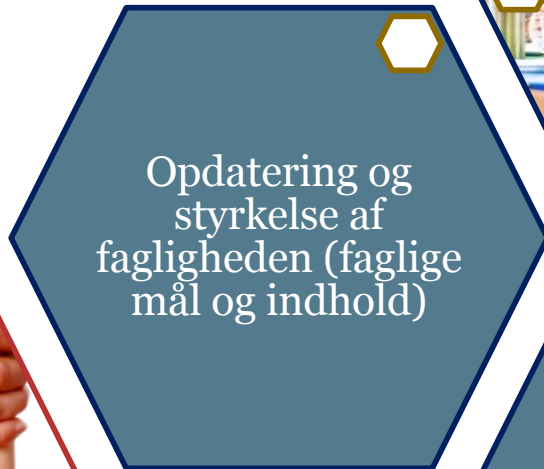 Opdatering og
styrkelse af
fagligheden (faglige
mål og indhold)